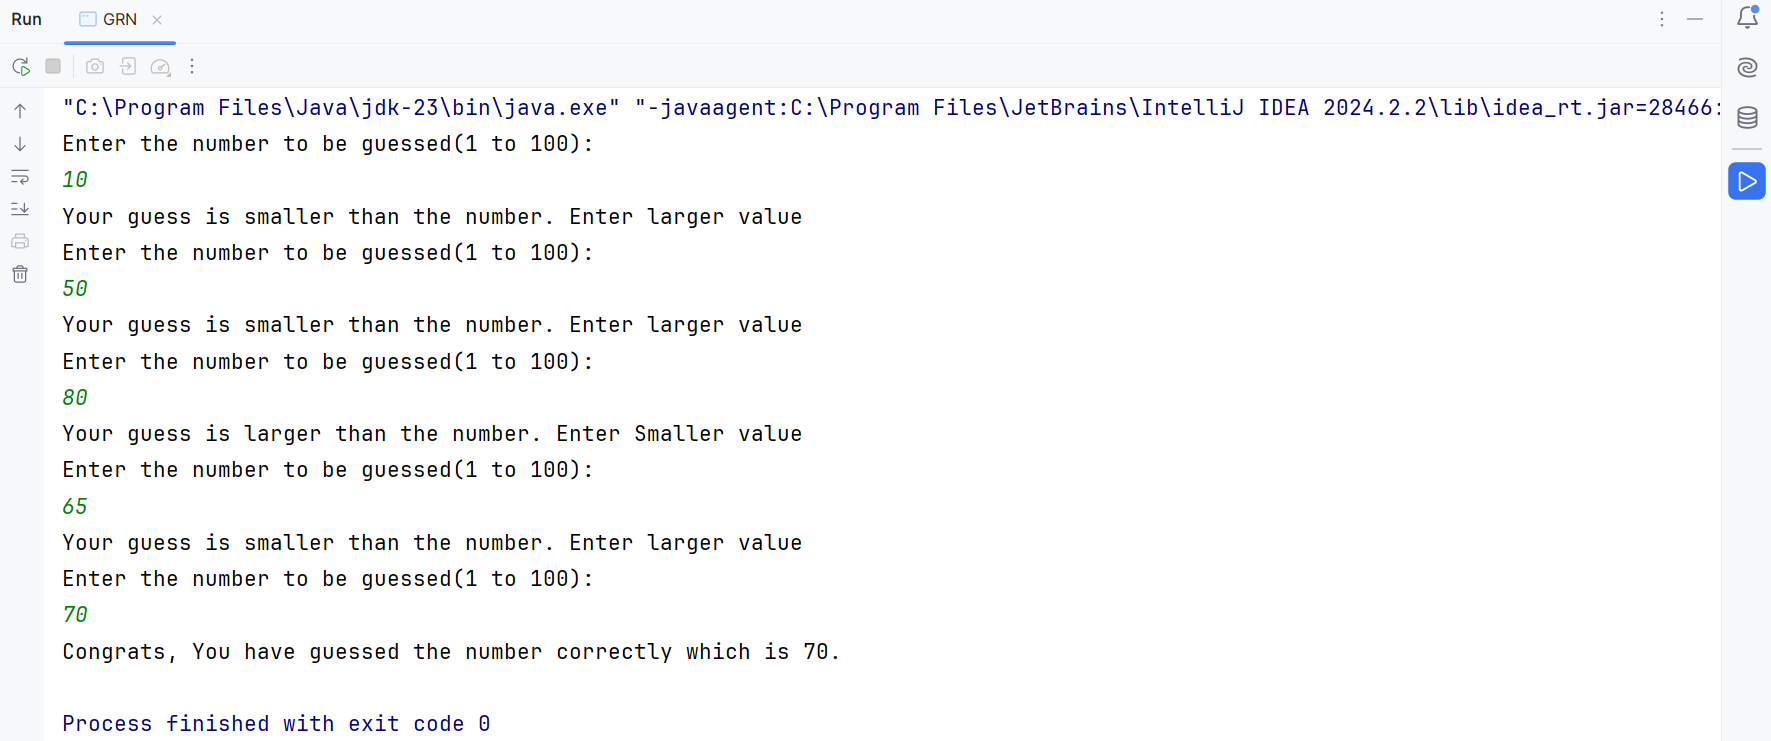 Run GRN
"C:\Program Files\Java\jdk-23\bin\java.exe" "-javaagent:C:\Program Files\JetBrains\IntelliJ IDEA 2024.2.2\lib\idea_rt.jar=28466:
Enter the number to be guessed(1 to 100):
10
Your guess is smaller than the number. Enter larger value
Enter the number to be guessed(1 to 100):
50
Your guess is smaller than the number. Enter larger value
Enter the number to be guessed(1 to 100):
80
Your guess is larger than the number. Enter Smaller value
Enter the number to be guessed(1 to 100):
65
Your guess is smaller than the number. Enter larger value
Enter the number to be guessed(1 to 100):
70
Congrats, You have guessed the number correctly which is 70.
Process finished with exit code 0